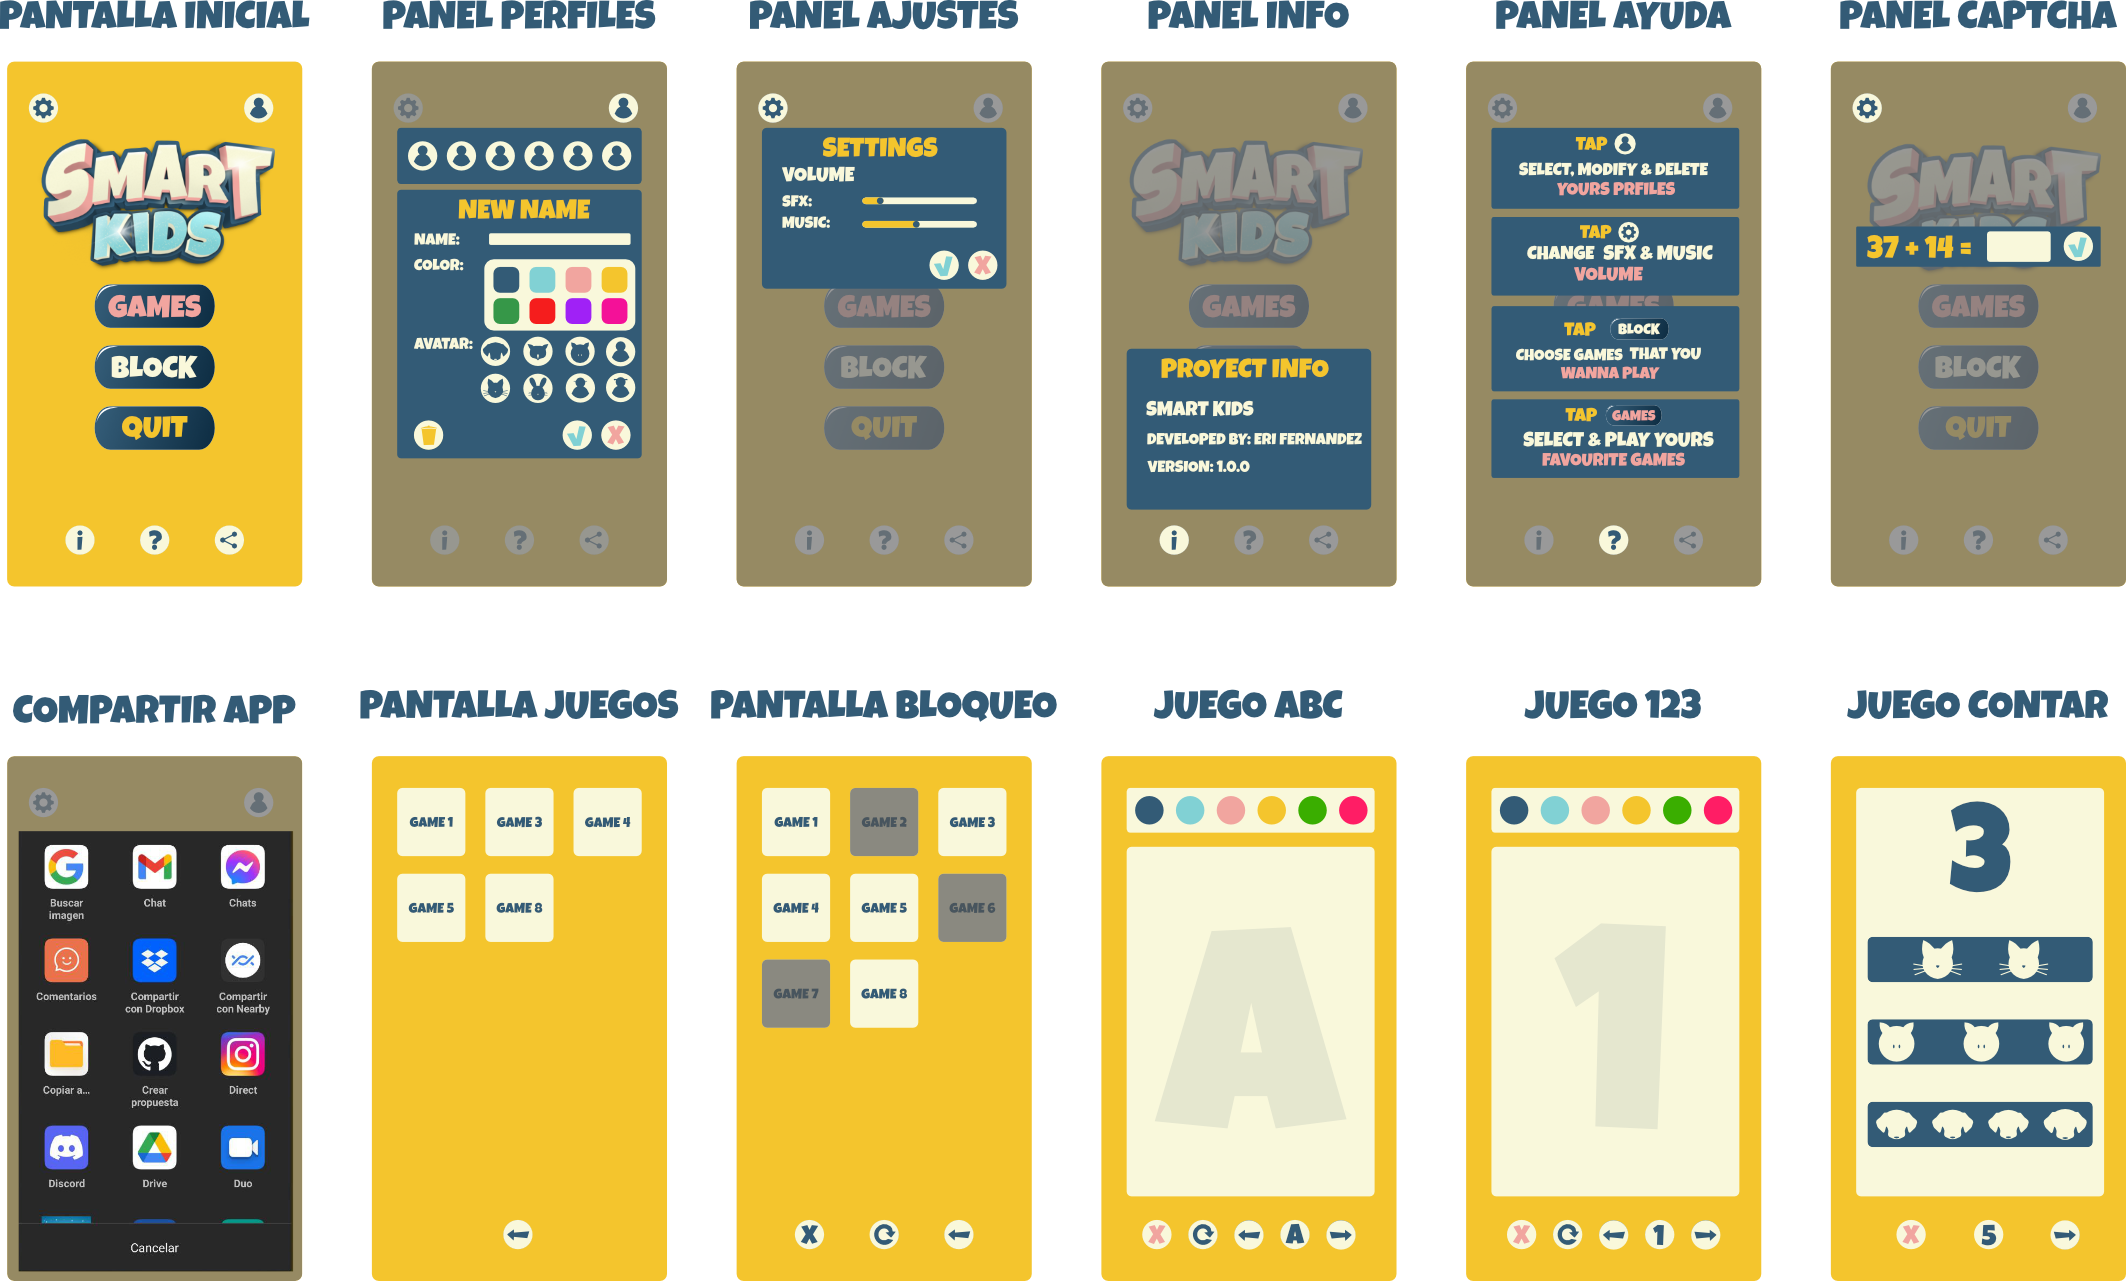 PANTALLA INICIAL
SMART
KIDS
GAMES
BLOCK
QUIT
i
?
PANEL PERFILES
NEW NAME
NAME:
COLOR:
AVATAR:
X
i
?
PANEL AJUSTES
SETTINGS
VOLUME
SFX:
MUSIC:
X
GAMES
BLOCK
QUIT
i
?
PANEL INFO
SMART
KIDS
GAMES
PROYECT INFO
SMART KIDS
DEVELOPED BY: ERI FERNANDEZ
VERSION: 1.0.0
i
?
PANEL AYUDA
TAP
SELECT, MODIFY & DELETE
YOURS PRFILES
TAP
CHANGE SFX & MUSIC
VOLUME
GAMES
TAP BLOCK
CHOOSE GAMES THAT YOU
WANNA PLAY
TAP GAMES
SELECT & PLAY YOURS
FAVOURITE GAMES
i
?
PANEL CAPTCHA
SMART
KIDS
37 + 14 =
GAMES
BLOCK
QUIT
i
?
COMPARTIR APP
Buscar
imagen
Chat
Chats
Comentarios
Compartir
con Dropbox
Compartir
con Nearby
Copiar a...
Crear
propuesta
Direct
Discord
Drive
Duo
Cancelar
PANTALLA JUEGOS
GAME 1
GAME 3
GAME 4
GAME 5
GAME 8
PANTALLA BLOQUEO
GAME 1
GAME 2
GAME 3
GAME 4
GAME 5
GAME 6
GAME 7
GAME 8
X
JUEGO ABC
A
X
A
JUEGO 123
1
X
1
JUEGO CONTAR
3
X
5